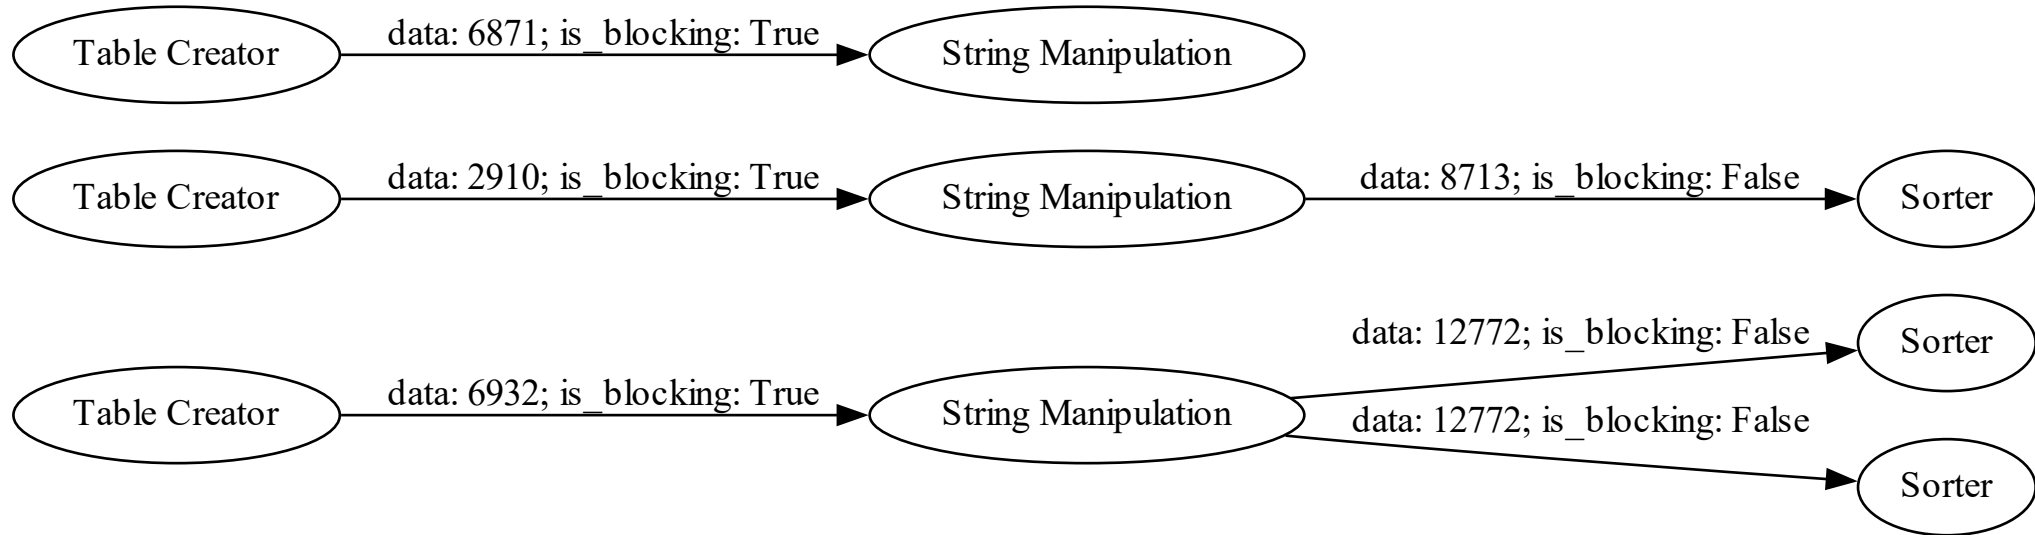 Table Creator
data: 6871; is_blocking: True
String Manipulation
Table Creator
data: 2910; is_blocking: True
String Manipulation
data: 8713; is_blocking: False
Sorter
Table Creator
data: 6932; is_blocking: True
String Manipulation
data: 12772; is_blocking: False
Sorter
data: 12772; is_blocking: False
Sorter